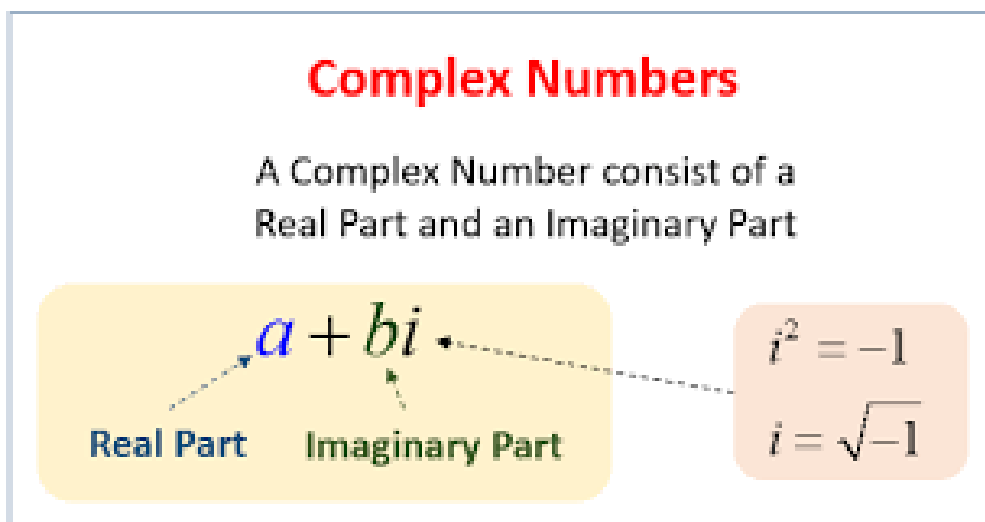 Complex Numbers
A Complex Number consist of a
Real Part and an Imaginary Part
a + bi
i² = −1
i = √−1
Real Part Imaginary Part